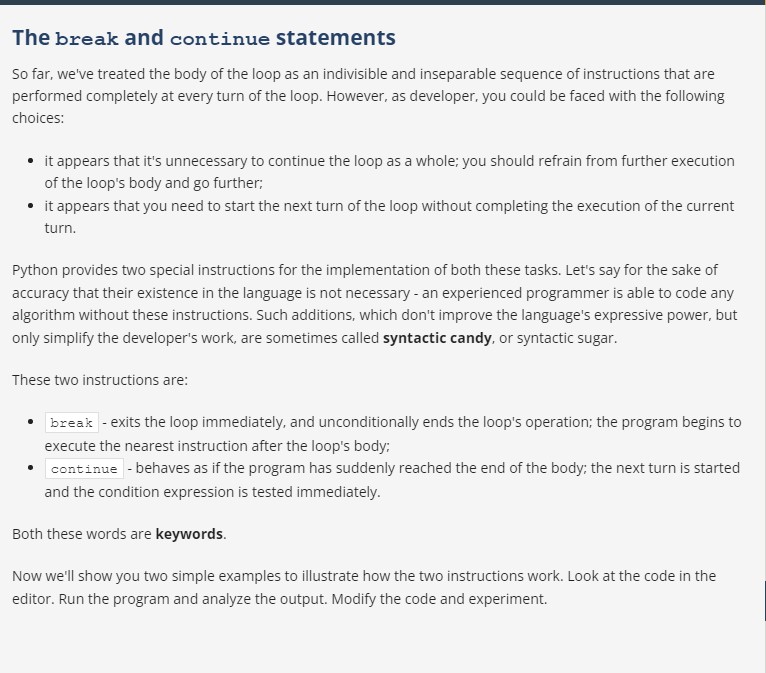 The break and continue statements
So far, we've treated the body of the loop as an indivisible and inseparable sequence of instructions that are
performed completely at every turn of the loop. However, as developer, you could be faced with the following
choices:
• it appears that it's unnecessary to continue the loop as a whole; you should refrain from further execution
of the loop's body and go further;
• it appears that you need to start the next turn of the loop without completing the execution of the current
turn.
Python provides two special instructions for the implementation of both these tasks. Let's say for the sake of
accuracy that their existence in the language is not necessary - an experienced programmer is able to code any
algorithm without these instructions. Such additions, which don't improve the language's expressive power, but
only simplify the developer's work, are sometimes called syntactic candy, or syntactic sugar.
These two instructions are:
• break - exits the loop immediately, and unconditionally ends the loop's operation; the program begins to
execute the nearest instruction after the loop's body;
• continue - behaves as if the program has suddenly reached the end of the body; the next turn is started
and the condition expression is tested immediately.
Both these words are keywords.
Now we'll show you two simple examples to illustrate how the two instructions work. Look at the code in the
editor. Run the program and analyze the output. Modify the code and experiment.